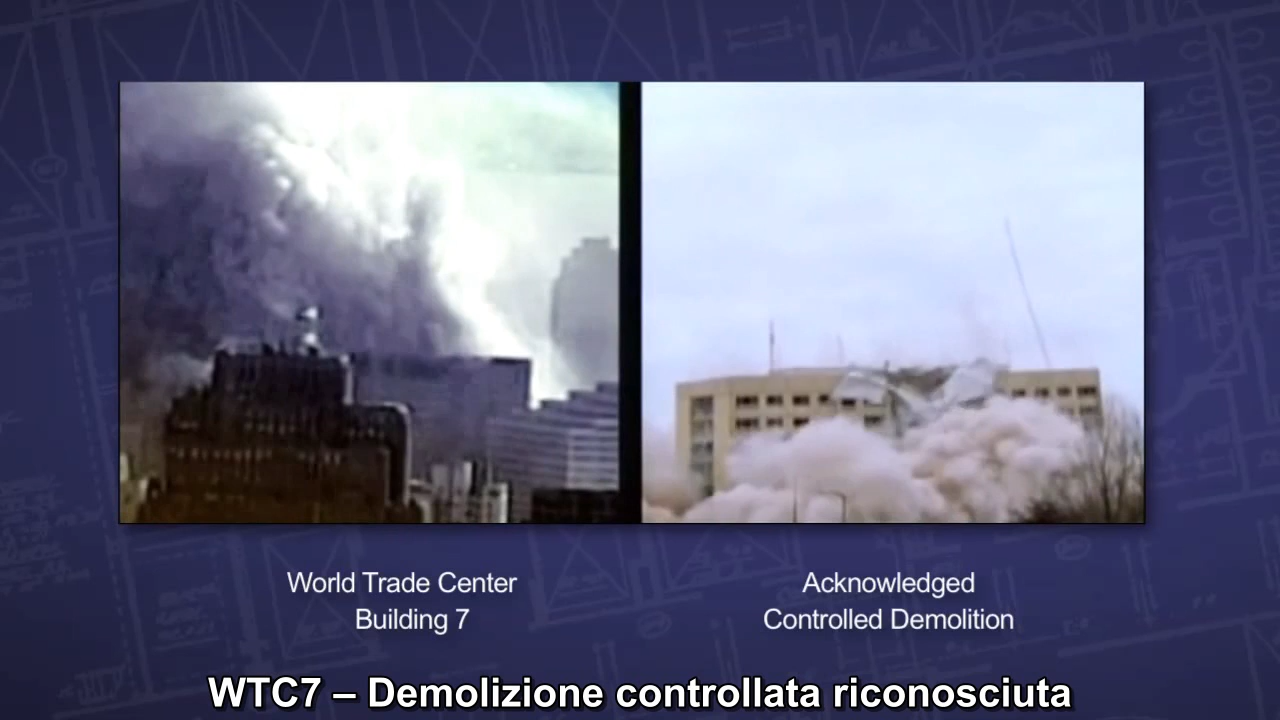 World Trade Center
Building 7
Acknowledged
Controlled Demolition
WTC7 – Demolizione controllata riconosciuta